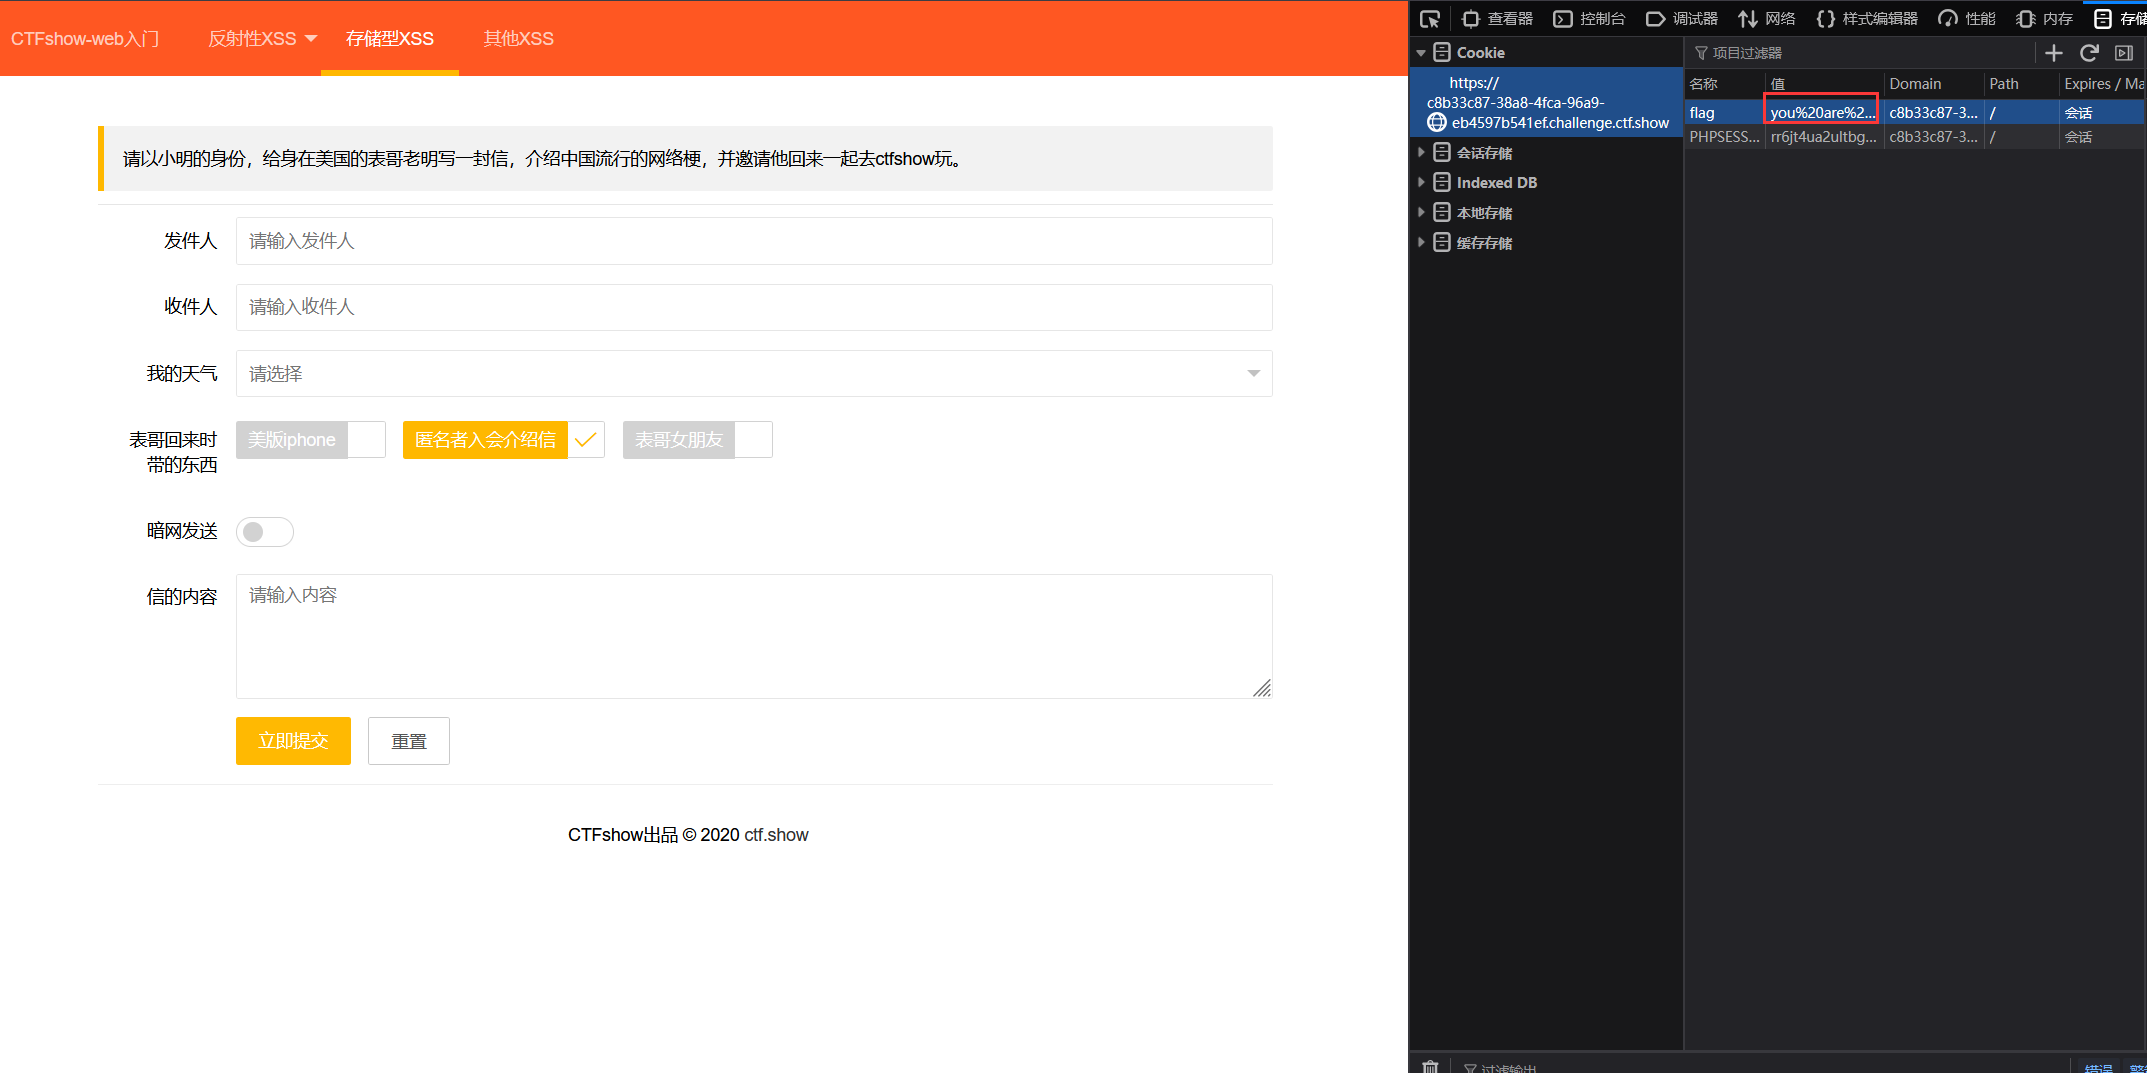 CTFshow-web入门 反射性XSS 存储型XSS 其他XSS
请以小明的身份，给身在美国的表哥老明写一封信，介绍中国流行的网络梗，并邀请他回来一起去ctfshow玩。
发件人 请输入发件人
收件人 请输入收件人
我的天气 请选择
表哥回来时
带的东西
美版iphone 匿名者入会介绍信 表哥女朋友
暗网发送
信的内容 请输入内容
立即提交 重置
CTFshow出品 © 2020 ctf.show
查看器 控制台 调试器 网络 样式编辑器 性能 内存 存储
Cookie
https://
c8b33c87-38a8-4fca-96a9-
eb4597b541ef.challenge.ctf.show
会话存储
Indexed DB
本地存储
缓存存储
项目过滤器
名称 值 Domain Path Expires / Ma
flag you%20are%2... c8b33c87-3... / 会话
PHPSESS... rr6jt4ua2ultbg... c8b33c87-3... / 会话
过滤输出 错误